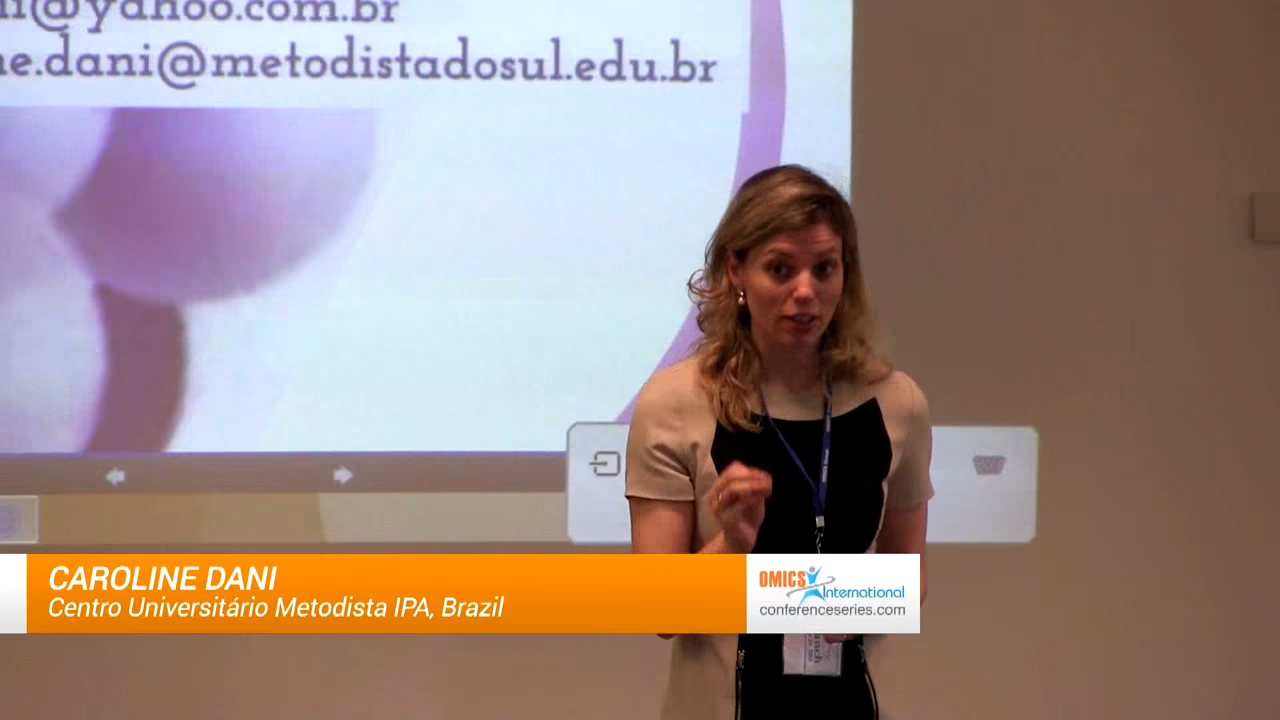 i@yahoo.com.br
e.dani@metodistadosul.edu.br
CAROLINE DANI
Centro Universitário Metodista IPA, Brazil
OMICS International
conferenceseries.com